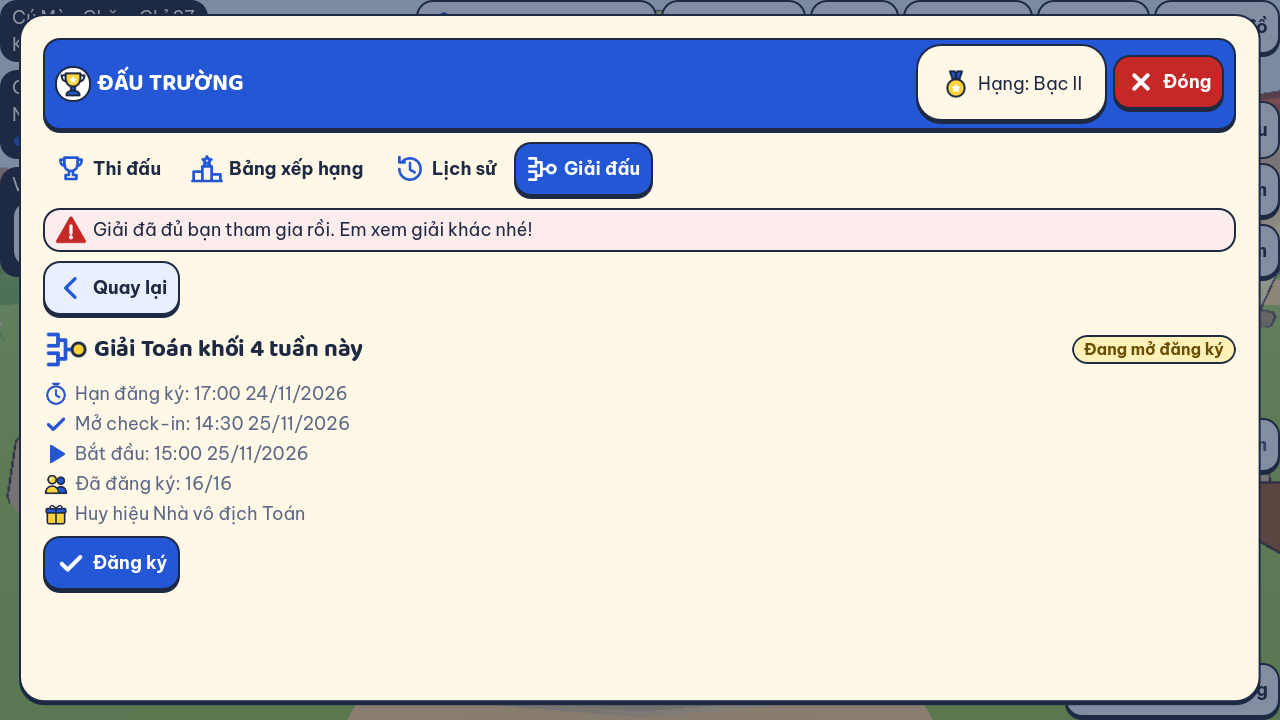 ĐẤU TRƯỜNG
Hạng: Bạc II
Đóng
Thi đấu
Bảng xếp hạng
Lịch sử
Giải đấu
Giải đã đủ bạn tham gia rồi. Em xem giải khác nhé!
Quay lại
Giải Toán khối 4 tuần này
Đang mở đăng ký
Hạn đăng ký: 17:00 24/11/2026
Mở check-in: 14:30 25/11/2026
Bắt đầu: 15:00 25/11/2026
Đã đăng ký: 16/16
Huy hiệu Nhà vô địch Toán
Đăng ký